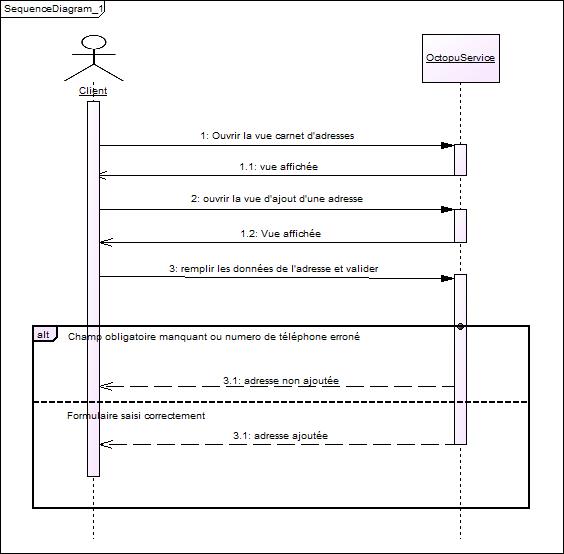 SequenceDiagram_1
Client
OctopuService
1: Ouvrir la vue carnet d'adresses
1.1: vue affichée
2: ouvrir la vue d'ajout d'une adresse
1.2: Vue affichée
3: remplir les données de l'adresse et valider
alt
Champ obligatoire manquant ou numero de téléphone erroné
3.1: adresse non ajoutée
Formulaire saisi correctement
3.1: adresse ajoutée